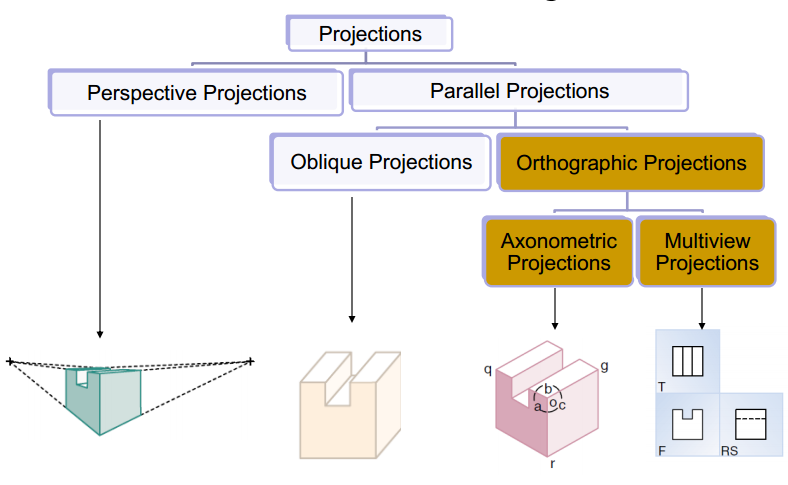 Projections
Perspective Projections
Parallel Projections
Oblique Projections
Orthographic Projections
Axonometric
Projections
Multiview
Projections
q
g
b
a
o
c
r
T
F
RS